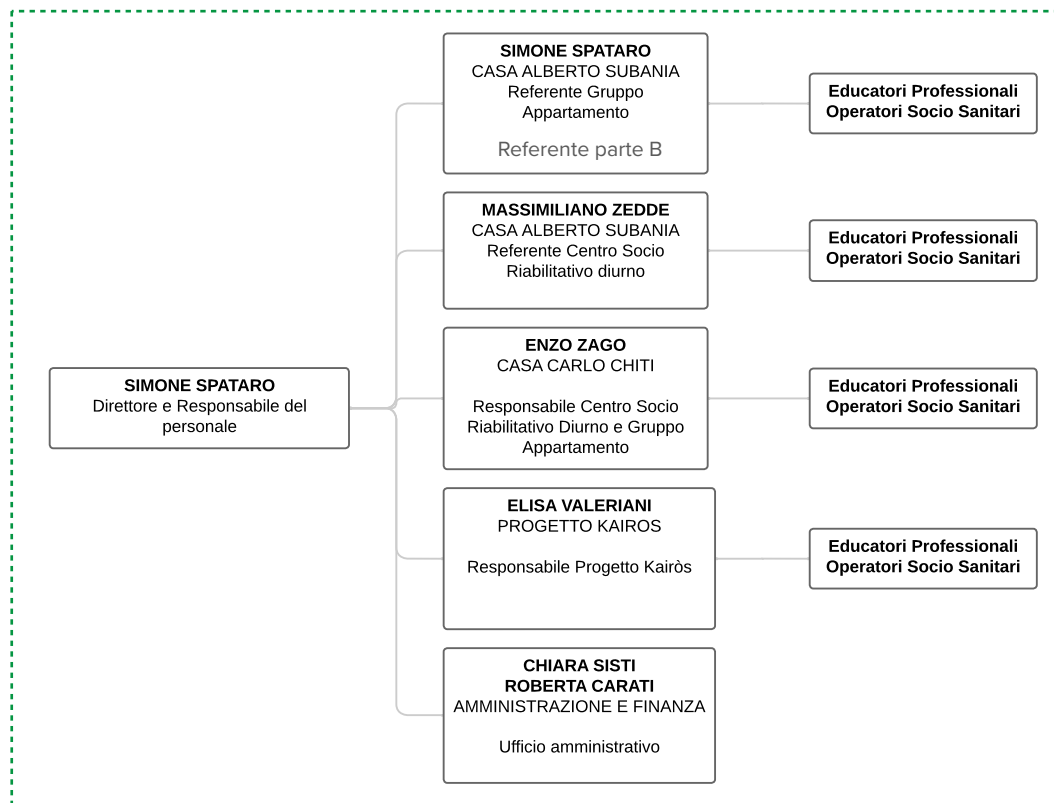 SIMONE SPATARO
CASA ALBERTO SUBANIA
Referente Gruppo
Appartamento
Referente parte B
Educatori Professionali
Operatori Socio Sanitari
MASSIMILIANO ZEDDE
CASA ALBERTO SUBANIA
Referente Centro Socio
Riabilitativo diurno
Educatori Professionali
Operatori Socio Sanitari
SIMONE SPATARO
Direttore e Responsabile del
personale
ENZO ZAGO
CASA CARLO CHITI
Responsabile Centro Socio
Riabilitativo Diurno e Gruppo
Appartamento
Educatori Professionali
Operatori Socio Sanitari
ELISA VALERIANI
PROGETTO KAIROS
Responsabile Progetto Kairòs
Educatori Professionali
Operatori Socio Sanitari
CHIARA SISTI
ROBERTA CARATI
AMMINISTRAZIONE E FINANZA
Ufficio amministrativo